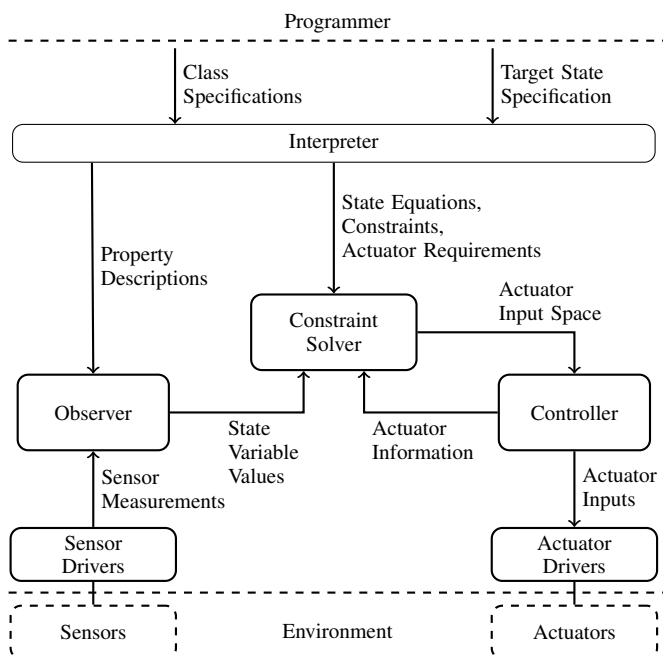 Programmer
Class
Specifications
Target State
Specification
Interpreter
State Equations,
Constraints,
Actuator Requirements
Property
Descriptions
Constraint
Solver
Actuator
Input Space
Observer
Controller
State
Variable
Values
Actuator
Information
Sensor
Measurements
Actuator
Inputs
Sensor
Drivers
Actuator
Drivers
Sensors
Environment
Actuators